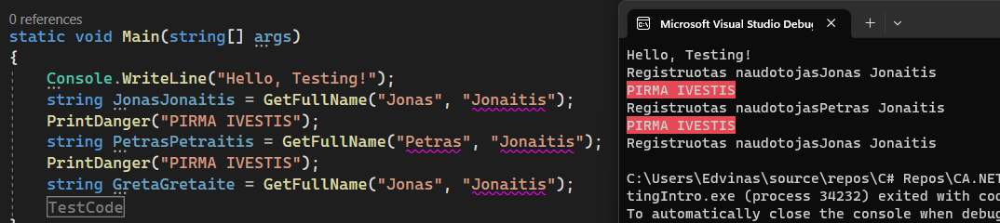 0 references
static void Main(string[] args)
{
Console.WriteLine("Hello, Testing!");
string JonasJonaitis = GetFullName("Jonas", "Jonaitis");
PrintDanger("PIRMA IVESTIS");
string PetrasPetraitis = GetFullName("Petras", "Jonaitis");
PrintDanger("PIRMA IVESTIS");
string GretaGretaite = GetFullName("Jonas", "Jonaitis");
TestCode
Microsoft Visual Studio Debu
Hello, Testing!
Registruotas naudotojasJonas Jonaitis
PIRMA IVESTIS
Registruotas naudotojasPetras Jonaitis
PIRMA IVESTIS
Registruotas naudotojasJonas Jonaitis
C:\Users\Edvinas\source\repos\C# Repos\CA.NET
tingIntro.exe (process 34232) exited with cod
To automatically close the console when debug